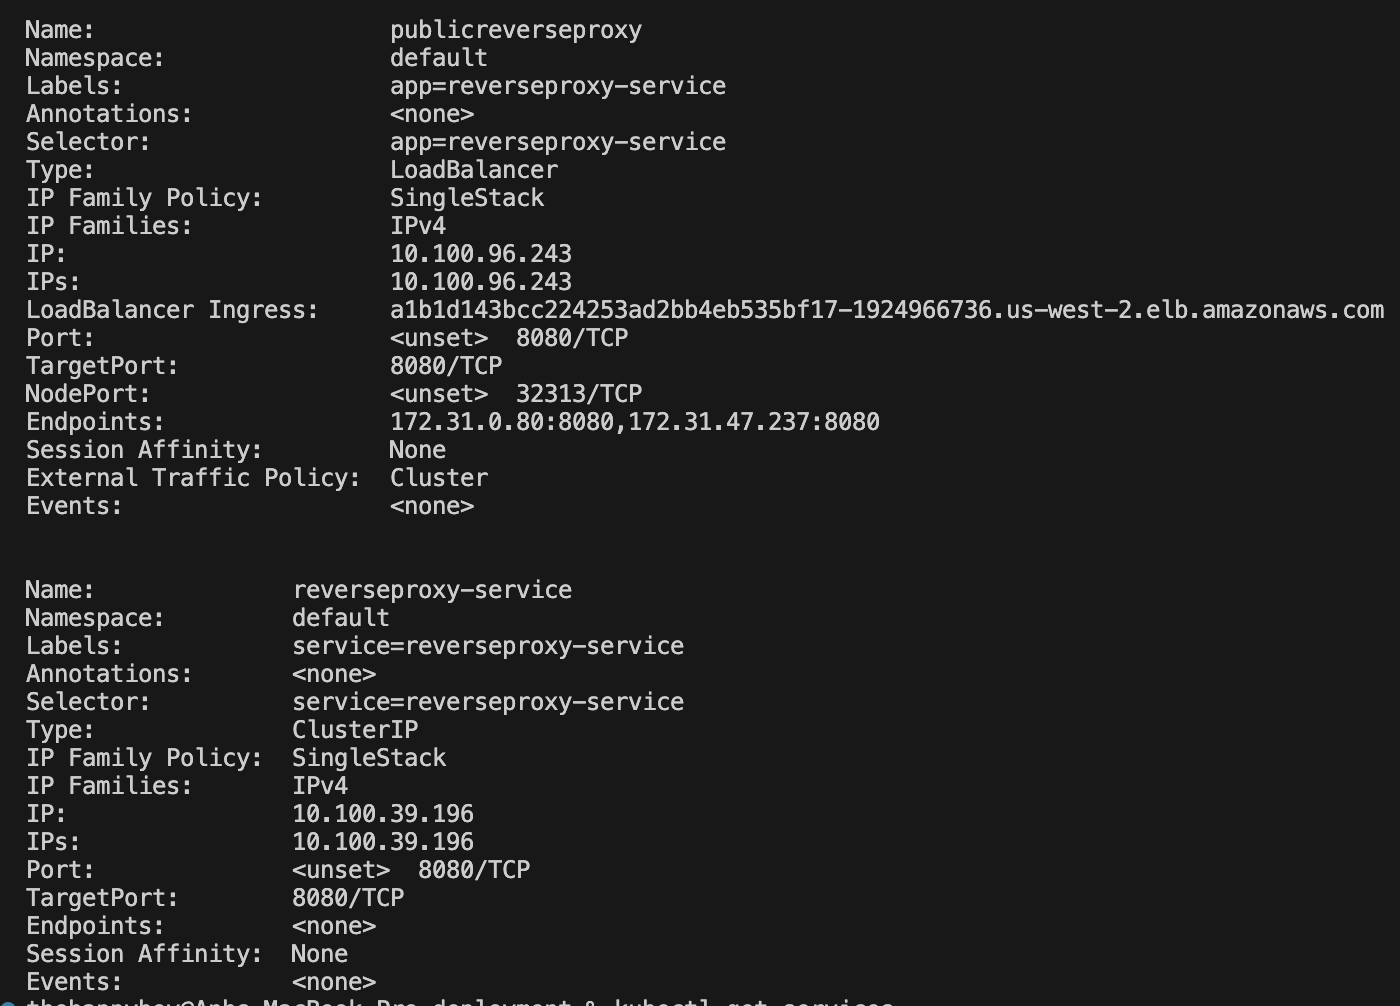 Name: publicreverseproxy
Namespace: default
Labels: app=reverseproxy-service
Annotations: <none>
Selector: app=reverseproxy-service
Type: LoadBalancer
IP Family Policy: SingleStack
IP Families: IPv4
IP: 10.100.96.243
IPs: 10.100.96.243
LoadBalancer Ingress: a1b1d143bcc224253ad2bb4eb535bf17-1924966736.us-west-2.elb.amazonaws.com
Port: <unset> 8080/TCP
TargetPort: 8080/TCP
NodePort: <unset> 32313/TCP
Endpoints: 172.31.0.80:8080,172.31.47.237:8080
Session Affinity: None
External Traffic Policy: Cluster
Events: <none>
Name: reverseproxy-service
Namespace: default
Labels: service=reverseproxy-service
Annotations: <none>
Selector: service=reverseproxy-service
Type: ClusterIP
IP Family Policy: SingleStack
IP Families: IPv4
IP: 10.100.39.196
IPs: 10.100.39.196
Port: <unset> 8080/TCP
TargetPort: 8080/TCP
Endpoints: <none>
Session Affinity: None
Events: <none>
deployment % kubectl get services